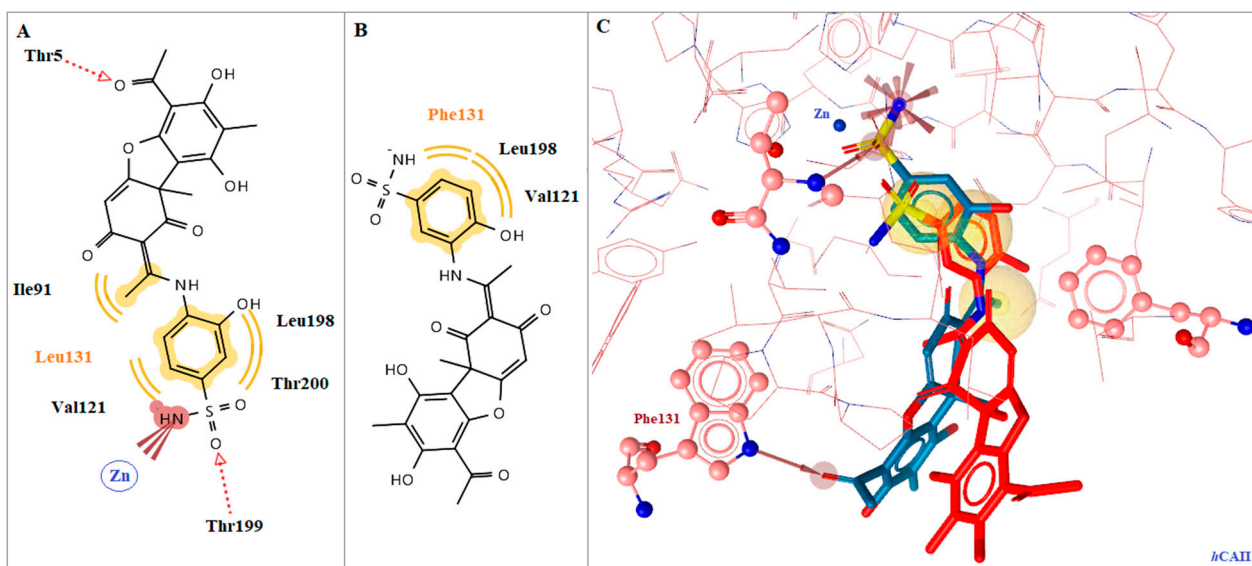 A
Thr5
O
OH
O
OH
O
O
Ile91
NH
OH
Leu198
Leu131
Thr200
Val121
HN
S
O
O
Zn
Thr199
B
Phe131
Leu198
NH
-
O
S
O
Val121
OH
HN
O
O
HO
O
HO
O
C
Zn
Phe131
hCAII